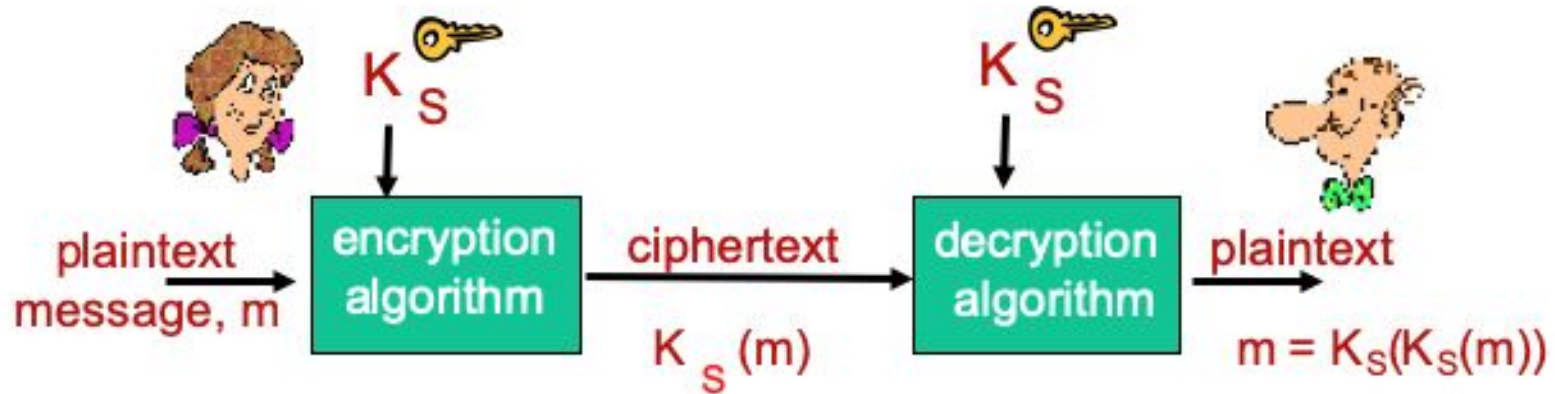 K S
K S
plaintext
message, m
encryption
algorithm
ciphertext
K S (m)
decryption
algorithm
plaintext
m = KS(KS(m))